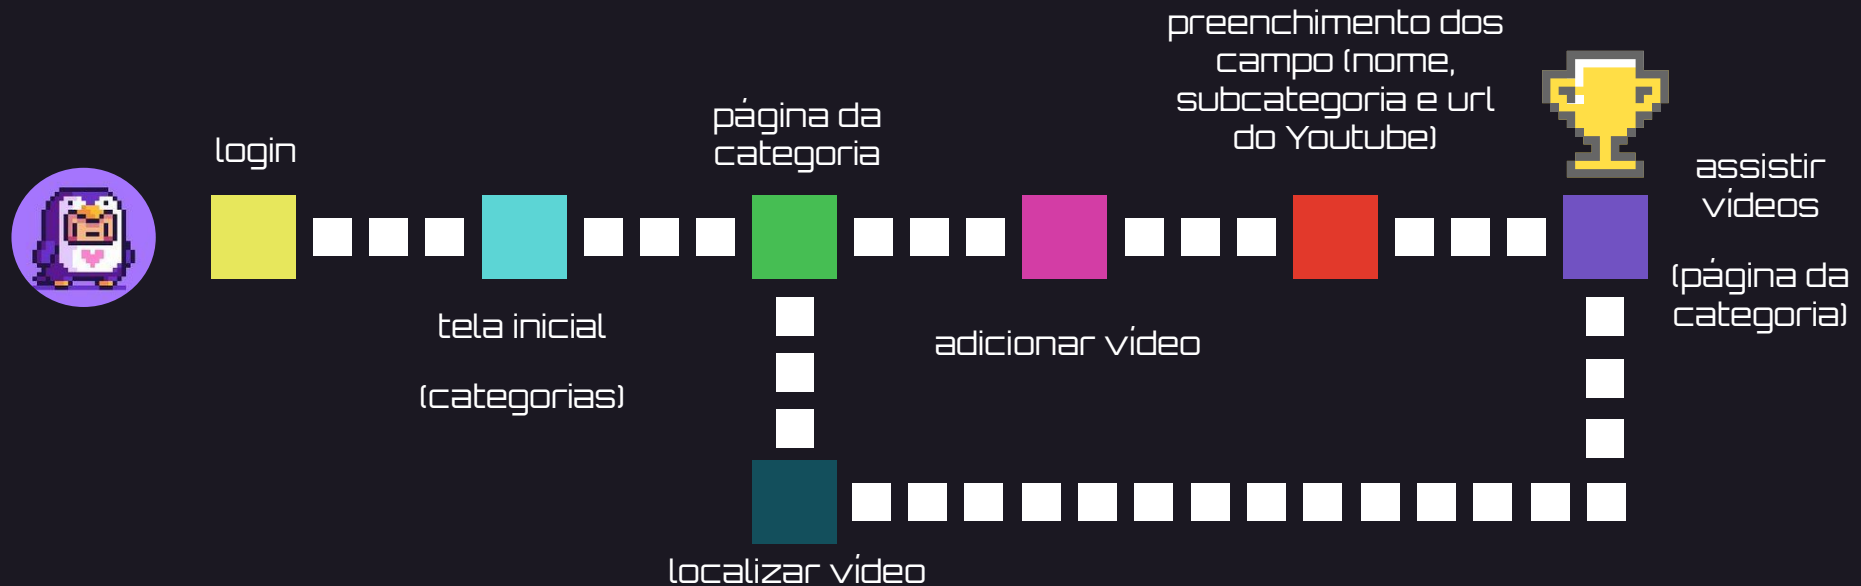 login
tela inicial
(categorias)
página da
categoria
adicionar vídeo
preenchimento dos
campo (nome,
subcategoria e url
do Youtube)
assistir
vídeos
(página da
categoria)
localizar vídeo